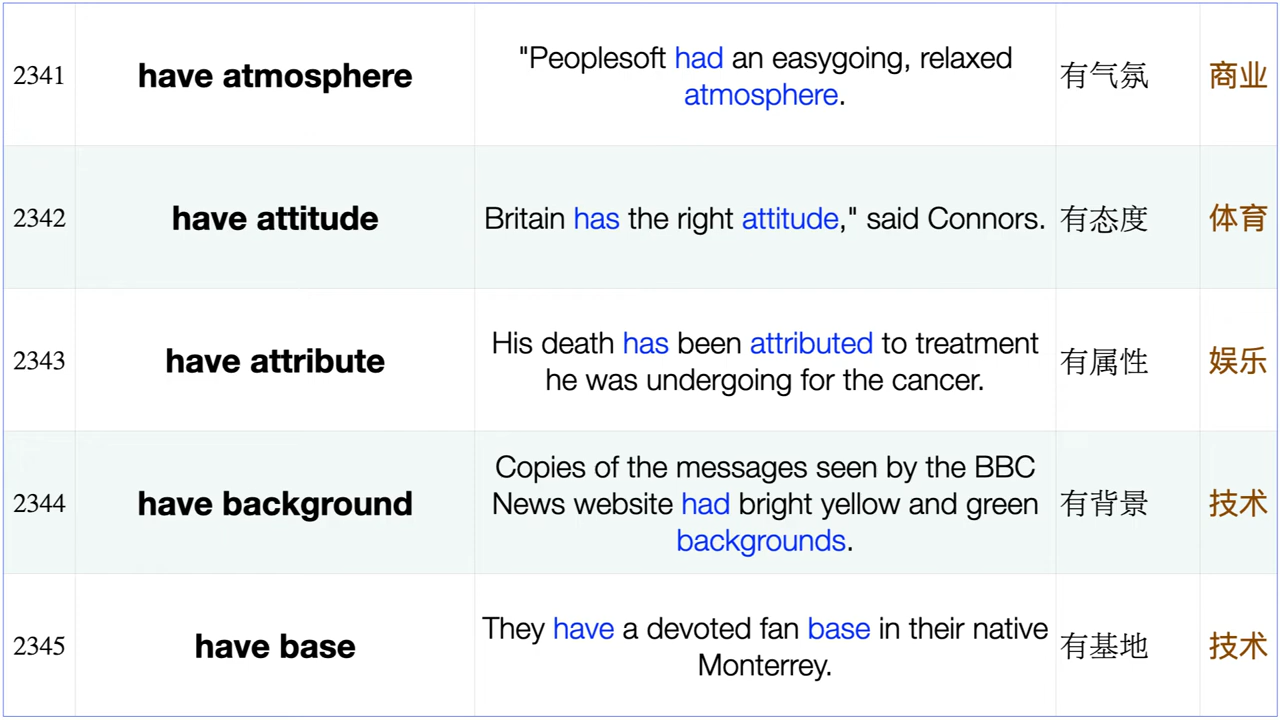 2341
have atmosphere
"Peoplesoft had an easygoing, relaxed
atmosphere.
有气氛
商业
2342
have attitude
Britain has the right attitude," said Connors.
有态度
体育
2343
have attribute
His death has been attributed to treatment
he was undergoing for the cancer.
有属性
娱乐
2344
have background
Copies of the messages seen by the BBC
News website had bright yellow and green
backgrounds.
有背景
技术
2345
have base
They have a devoted fan base in their native
Monterrey.
有基地
技术